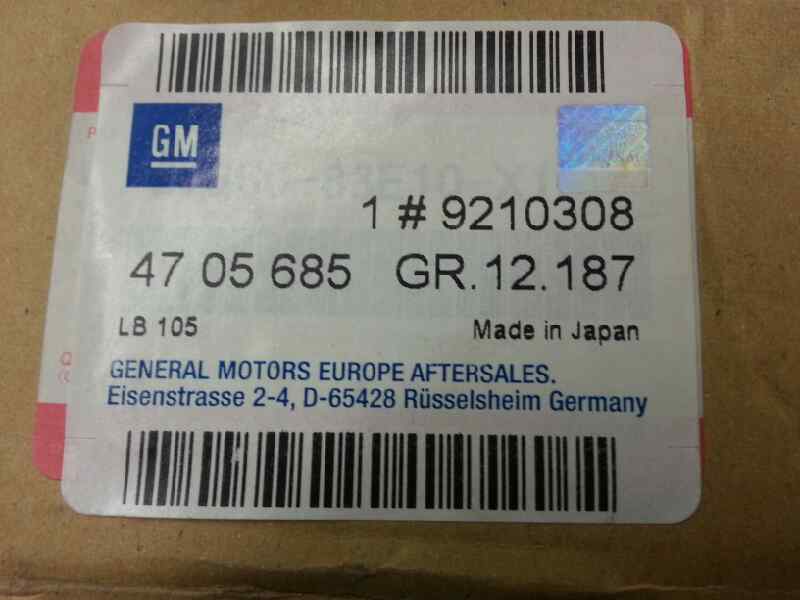 GM
1 # 9210308
47 05 685 GR.12.187
LB 105 Made in Japan
GENERAL MOTORS EUROPE AFTERSALES.
Eisenstrasse 2-4, D-65428 Rüsselsheim Germany